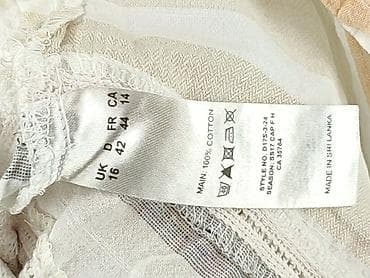 UK D FR CA
16 42 44 14
MAIN: 100% COTTON
STYLE NO. D175-3-24
SEASON: SS17 CAP F H
CA 35784
MADE IN SRI LANKA